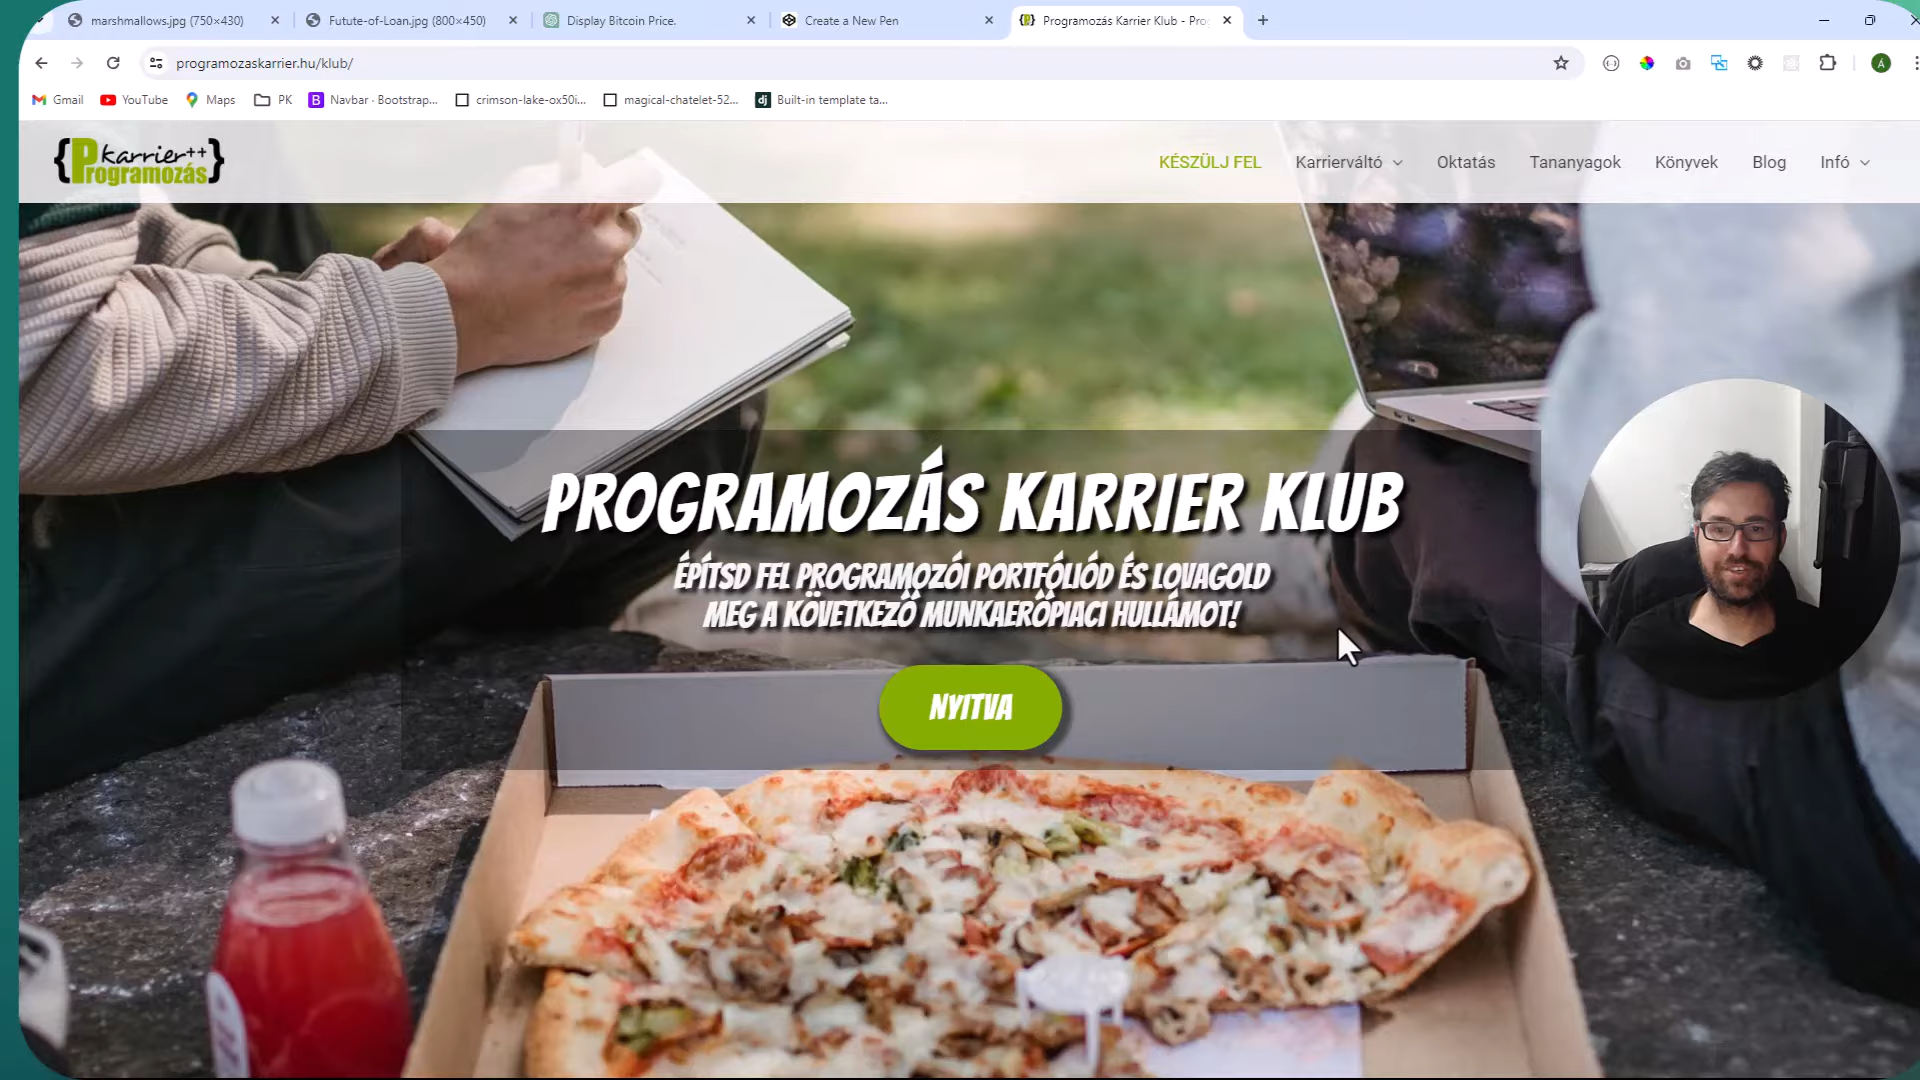 marshmallows.jpg (750×430)
Futute-of-Loan.jpg (800×450)
Display Bitcoin Price.
Create a New Pen
Programozás Karrier Klub - Pro
programozaskarrier.hu/klub/
Á
Gmail
YouTube
Maps
PK
B Navbar · Bootstrap...
crimson-lake-ox50i...
magical-chatelet-52...
dj Built-in template ta...
{Programozás karrier++}
KÉSZÜLJ FEL
Karrierváltó
Oktatás
Tananyagok
Könyvek
Blog
Infó
PROGRAMOZÁS KARRIER KLUB
ÉPÍTSD FEL PROGRAMOZÓI PORTFÓLIÓD ÉS LOVAGOLD
MEG A KÖVETKEZŐ MUNKAERŐPIACI HULLÁMOT!
NYITVA